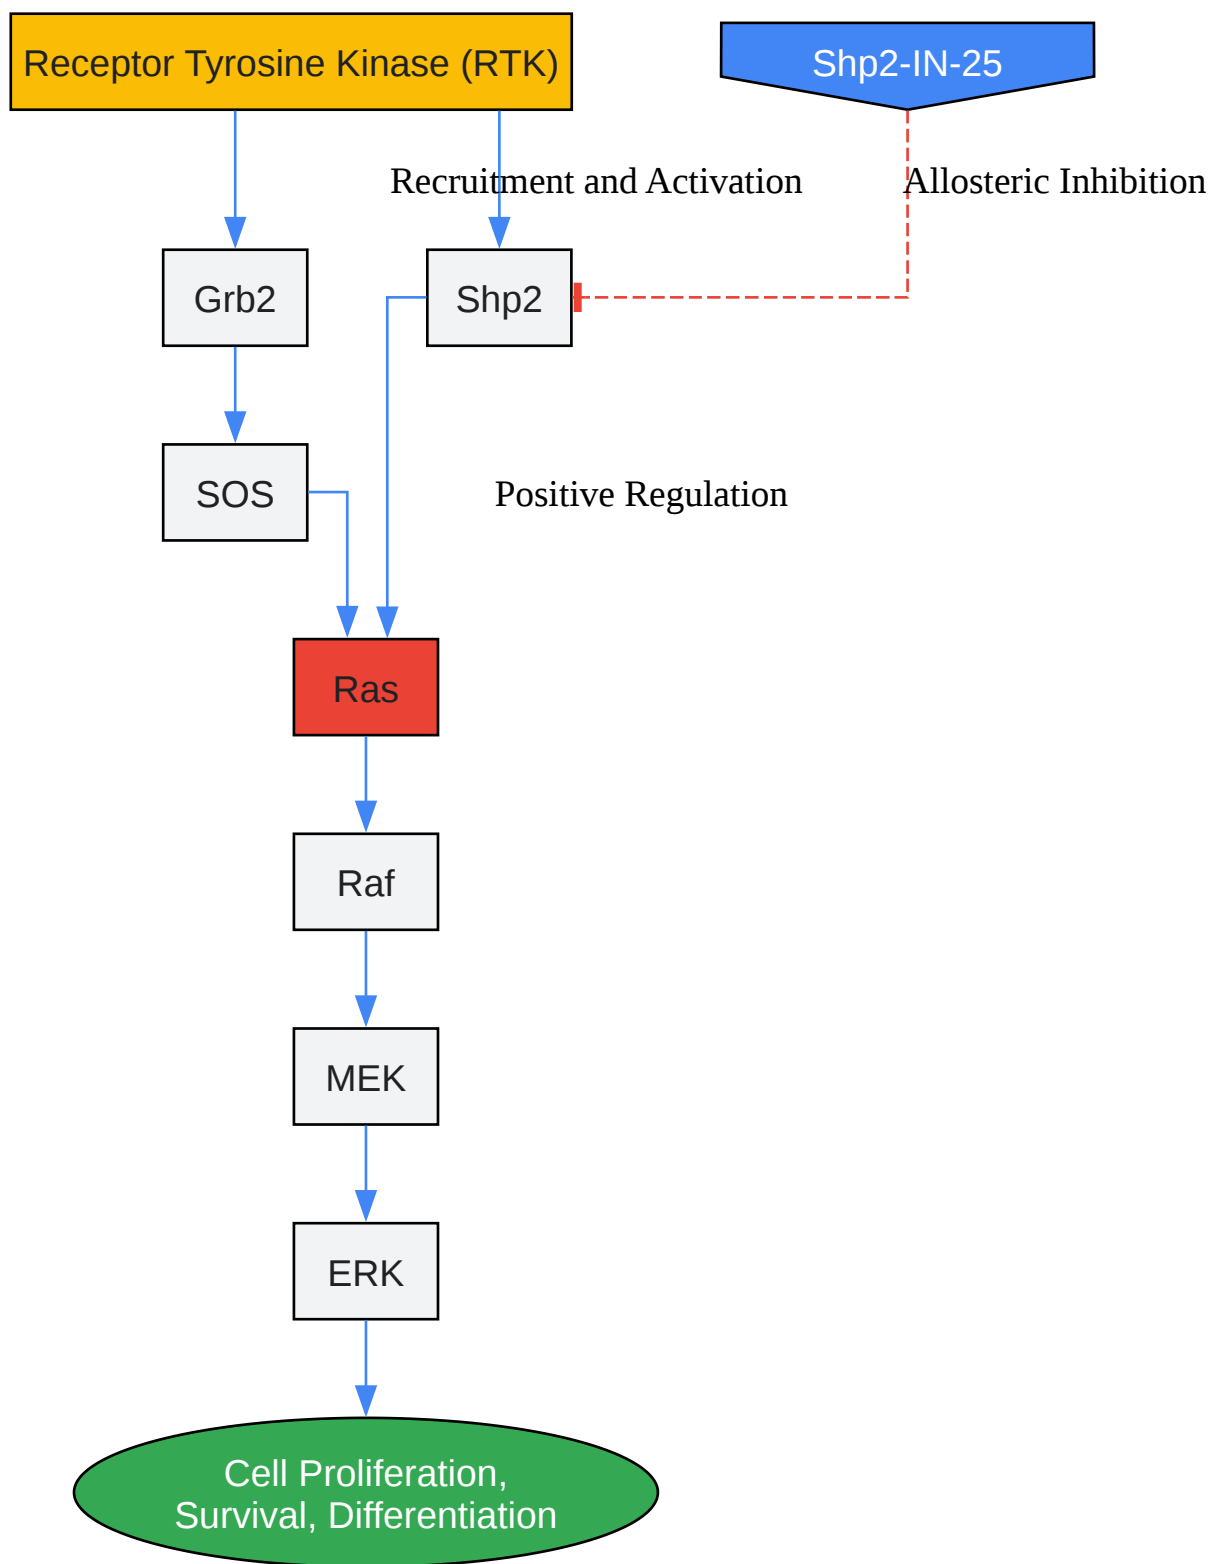 Receptor Tyrosine Kinase (RTK)
Shp2-IN-25
Recruitment and Activation
Allosteric Inhibition
Grb2
Shp2
SOS
Positive Regulation
Ras
Raf
MEK
ERK
Cell Proliferation,
Survival, Differentiation